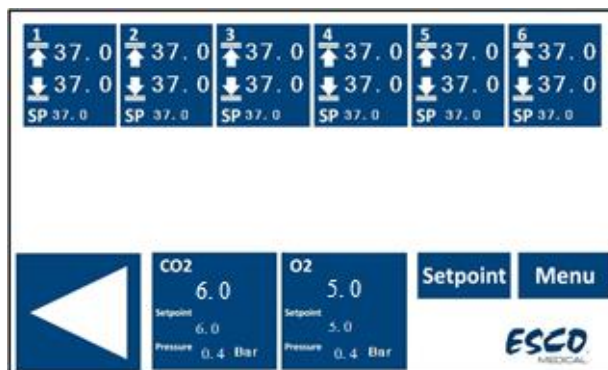 1 2 3 4 5 6
37.0 37.0 37.0 37.0 37.0 37.0
37.0 37.0 37.0 37.0 37.0 37.0
SP 37.0 SP 37.0 SP 37.0 SP 37.0 SP 37.0 SP 37.0
CO2
6.0
Setpoint
6.0
Pressure 0.4 Bar
O2
5.0
Setpoint
5.0
Pressure 0.4 Bar
Setpoint
Menu
ESCO
MEDICAL